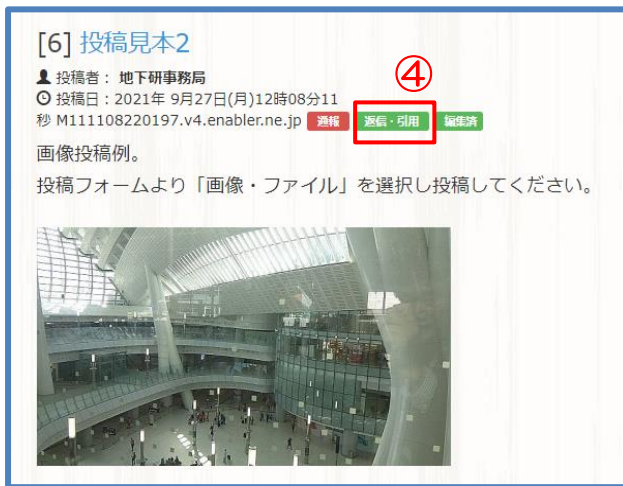 [6] 投稿見本2
投稿者： 地下研事務局
④
投稿日：2021年 9月27日(月)12時08分11
秒 M111108220197.v4.enabler.ne.jp 通報 返信・引用 編集済
画像投稿例。
投稿フォームより「画像・ファイル」を選択し投稿してください。